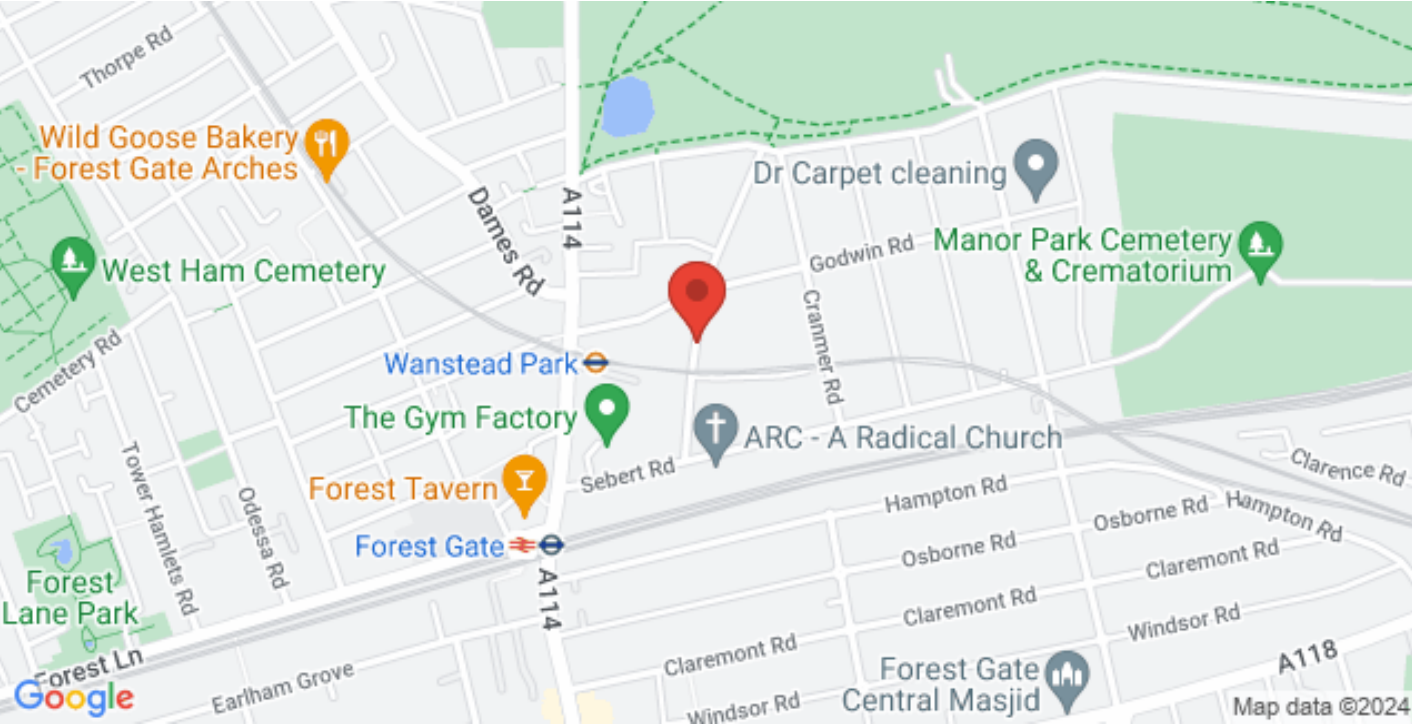 Thorpe Rd
Wild Goose Bakery
- Forest Gate Arches
Dames Rd
A114
Dr Carpet cleaning
Godwin Rd
Manor Park Cemetery
& Crematorium
West Ham Cemetery
Cranmer Rd
Cemetery Rd
Wanstead Park
The Gym Factory
ARC - A Radical Church
Sebert Rd
Tower Hamlets Rd
Odessa Rd
Forest Tavern
Clarence Rd
Hampton Rd
Hampton Rd
Osborne Rd
Osborne Rd
Forest Gate
A114
Claremont Rd
Claremont Rd
Claremont Rd
Forest
Lane Park
Windsor Rd
Forest Ln
A118
Forest Gate
Central Masjid
Earlham Grove
Windsor Rd
Google
Map data ©2024